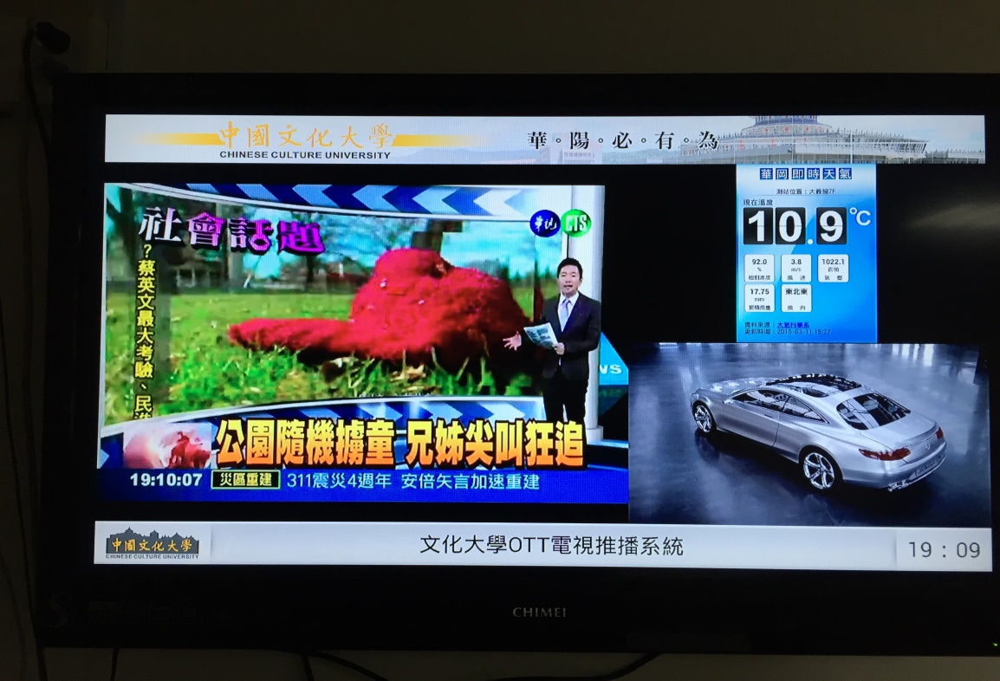 中國文化大學
CHINESE CULTURE UNIVERSITY
華。陽。必。有。為
社會話題
華視 CTS
?蔡英文最大考驗、民
公園隨機擄童 兄姊尖叫狂追
19:10:07 災區重建 311震災4週年 安倍矢言加速重建
華岡即時天氣
測站位置：大義館7F
現在溫度
10.9℃
92.0 % 相對濕度
3.8 m/s 風速
1022.1 百帕 氣壓
17.75 mm 累積雨量
東北東 風向
資料來源：大氣科學系
更新時間：2015-03-11 15:27
中國文化大學
CHINESE CULTURE UNIVERSITY
文化大學OTT電視推播系統
19：09
CHIMEI